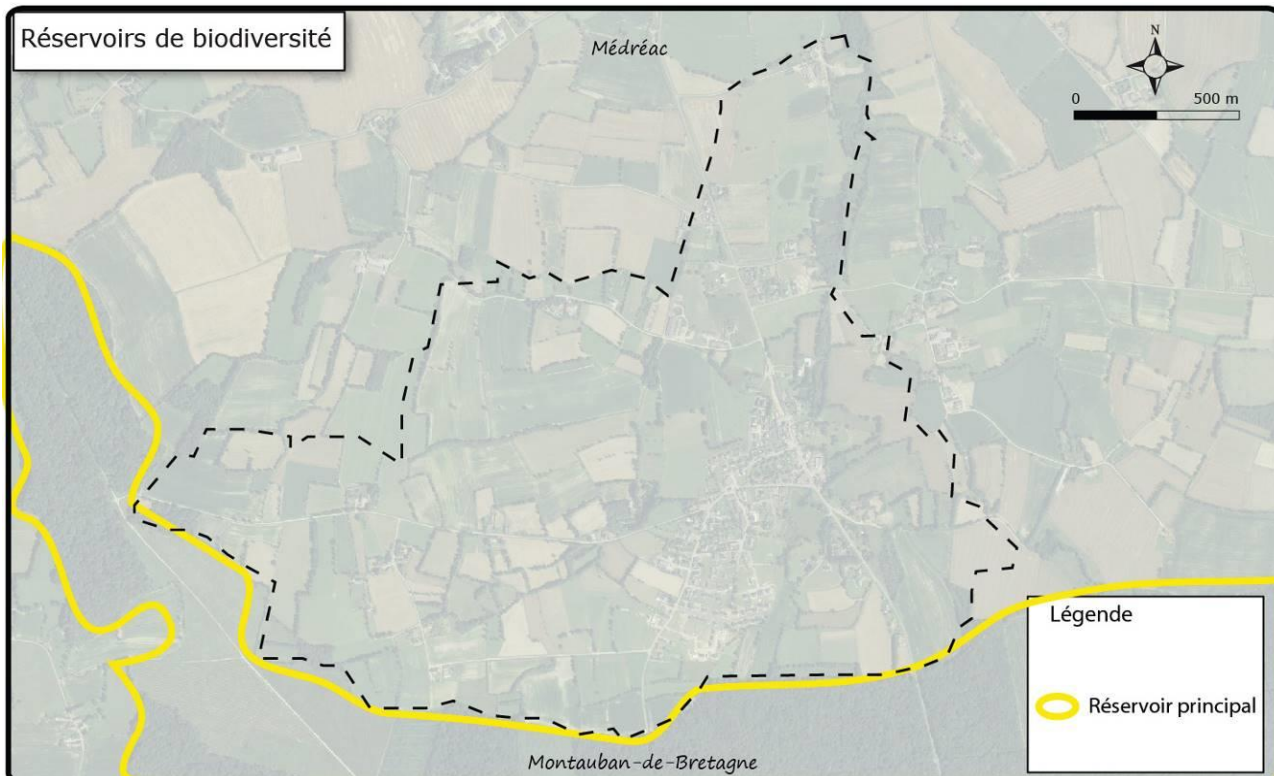 Réservoirs de biodiversité
Médréac
N
0 500 m
Légende
Réservoir principal
Montauban-de-Bretagne